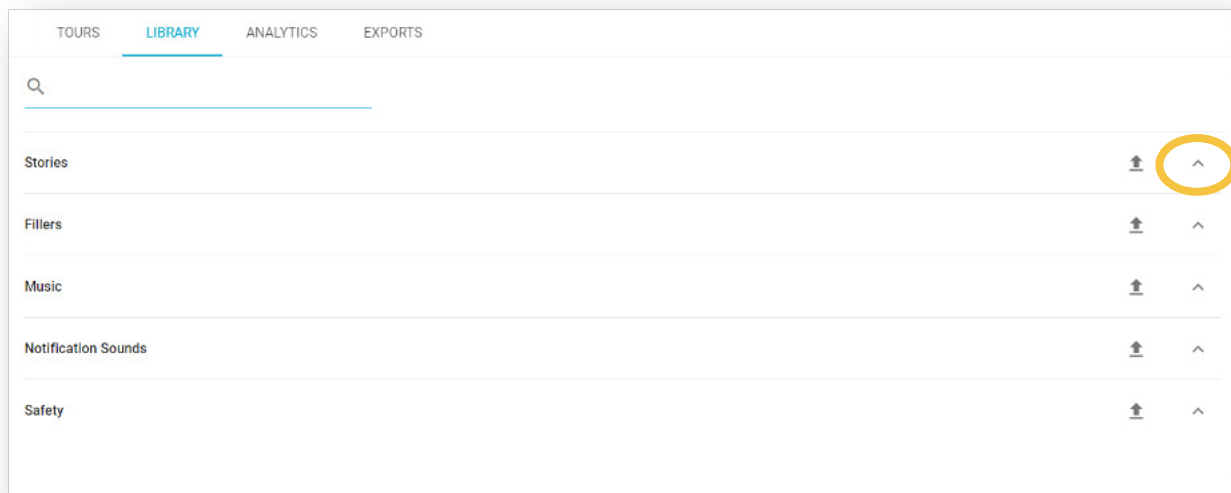 TOURS LIBRARY ANALYTICS EXPORTS
Stories
Fillers
Music
Notification Sounds
Safety